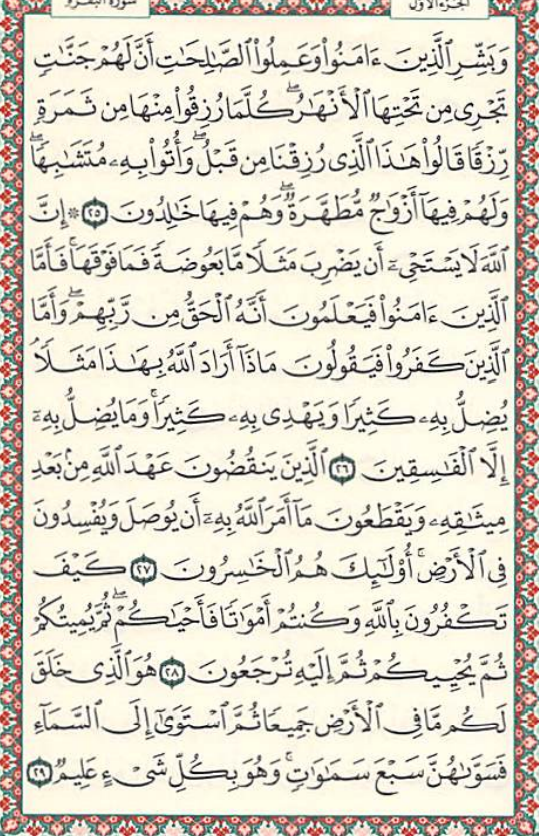 الجزء الأول
سورة البقرة
وَبَشِّرِ ٱلَّذِينَ ءَامَنُوا۟ وَعَمِلُوا۟ ٱلصَّـٰلِحَـٰتِ أَنَّ لَهُمْ جَنَّـٰتٍ
تَجْرِى مِن تَحْتِهَا ٱلْأَنْهَـٰرُ ۖ كُلَّمَا رُزِقُوا۟ مِنْهَا مِن ثَمَرَةٍ
رِّزْقًا قَالُوا۟ هَـٰذَا ٱلَّذِى رُزِقْنَا مِن قَبْلُ ۖ وَأُتُوا۟ بِهِۦ مُتَشَـٰبِهًا ۖ
وَلَهُمْ فِيهَآ أَزْوَٰجٌ مُّطَهَّرَةٌ ۖ وَهُمْ فِيهَا خَـٰلِدُونَ ٢٥ ۞ إِنَّ
ٱللَّهَ لَا يَسْتَحْىِۦٓ أَن يَضْرِبَ مَثَلًا مَّا بَعُوضَةً فَمَا فَوْقَهَا ۚ فَأَمَّا
ٱلَّذِينَ ءَامَنُوا۟ فَيَعْلَمُونَ أَنَّهُ ٱلْحَقُّ مِن رَّبِّهِمْ ۖ وَأَمَّا
ٱلَّذِينَ كَفَرُوا۟ فَيَقُولُونَ مَاذَآ أَرَادَ ٱللَّهُ بِهَـٰذَا مَثَلًا ۘ
يُضِلُّ بِهِۦ كَثِيرًا وَيَهْدِى بِهِۦ كَثِيرًا ۚ وَمَا يُضِلُّ بِهِۦٓ
إِلَّا ٱلْفَـٰسِقِينَ ٢٦ ٱلَّذِينَ يَنقُضُونَ عَهْدَ ٱللَّهِ مِنۢ بَعْدِ
مِيثَـٰقِهِۦ وَيَقْطَعُونَ مَآ أَمَرَ ٱللَّهُ بِهِۦٓ أَن يُوصَلَ وَيُفْسِدُونَ
فِى ٱلْأَرْضِ ۚ أُو۟لَـٰٓئِكَ هُمُ ٱلْخَـٰسِرُونَ ٢٧ كَيْفَ
تَكْفُرُونَ بِٱللَّهِ وَكُنتُمْ أَمْوَٰتًا فَأَحْيَـٰكُمْ ۖ ثُمَّ يُمِيتُكُمْ
ثُمَّ يُحْيِيكُمْ ثُمَّ إِلَيْهِ تُرْجَعُونَ ٢٨ هُوَ ٱلَّذِى خَلَقَ
لَكُم مَّا فِى ٱلْأَرْضِ جَمِيعًا ثُمَّ ٱسْتَوَىٰٓ إِلَى ٱلسَّمَآءِ
فَسَوَّىٰهُنَّ سَبْعَ سَمَـٰوَٰتٍ ۚ وَهُوَ بِكُلِّ شَىْءٍ عَلِيمٌ ٢٩